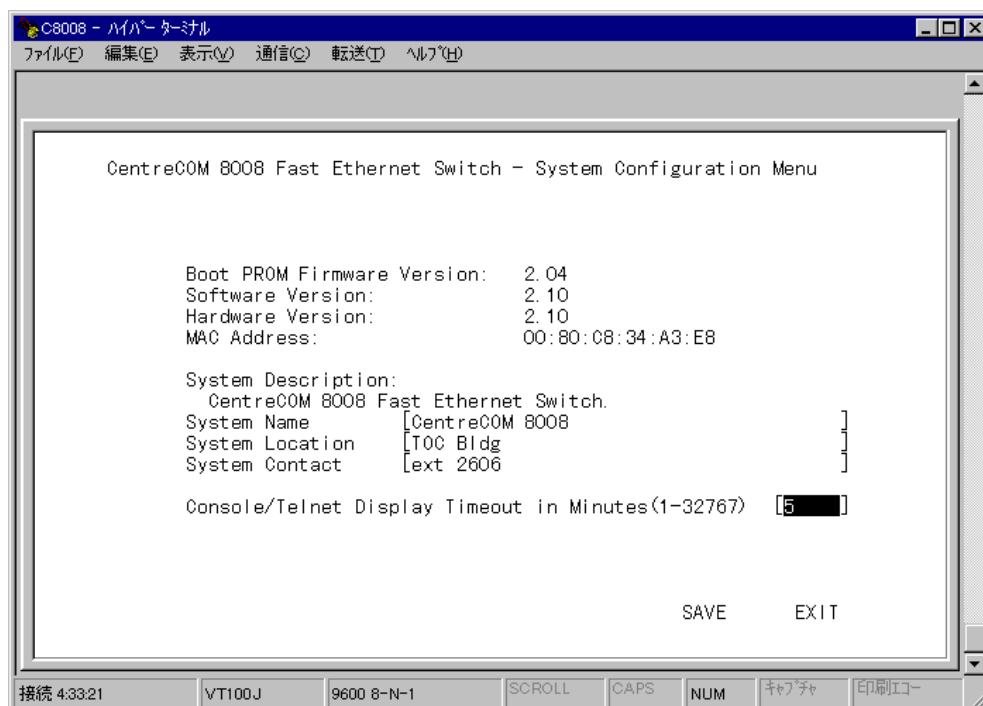 C8008 - ﾊｲﾊﾟｰ ﾀｰﾐﾅﾙ
ﾌｧｲﾙ(F) 編集(E) 表示(V) 通信(C) 転送(T) ﾍﾙﾌﾟ(H)
CentreCOM 8008 Fast Ethernet Switch - System Configuration Menu
Boot PROM Firmware Version: 2.04
Software Version: 2.10
Hardware Version: 2.10
MAC Address: 00:80:C8:34:A3:E8
System Description:
CentreCOM 8008 Fast Ethernet Switch.
System Name [CentreCOM 8008 ]
System Location [TOC Bldg ]
System Contact [ext 2606 ]
Console/Telnet Display Timeout in Minutes(1-32767) [5 ]
SAVE EXIT
接続 4:33:21 VT100J 9600 8-N-1 SCROLL CAPS NUM ｷｬﾌﾟﾁｬ 印刷ｴｺｰ